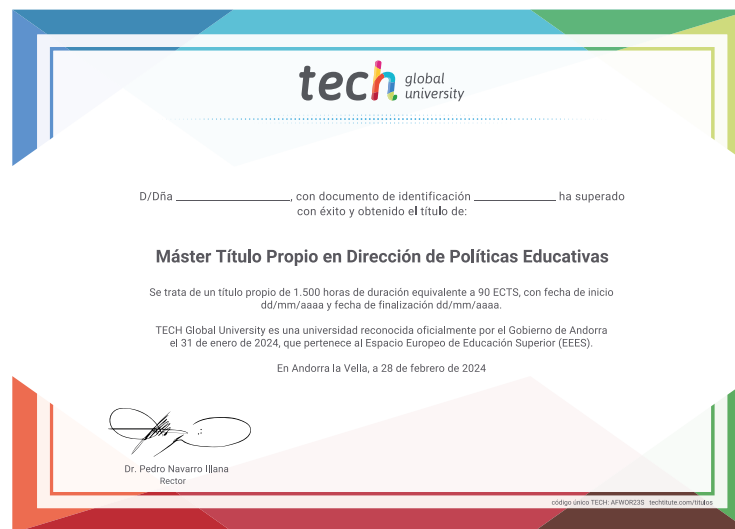 tech global university
D/Dña ____________, con documento de identificación ____________ ha superado
con éxito y obtenido el título de:
Máster Título Propio en Dirección de Políticas Educativas
Se trata de un título propio de 1.500 horas de duración equivalente a 90 ECTS, con fecha de inicio
dd/mm/aaaa y fecha de finalización dd/mm/aaaa.
TECH Global University es una universidad reconocida oficialmente por el Gobierno de Andorra
el 31 de enero de 2024, que pertenece al Espacio Europeo de Educación Superior (EEES).
En Andorra la Vella, a 28 de febrero de 2024
Dr. Pedro Navarro Illana
Rector
código único TECH: AFWOR23S techtitute.com/titulos